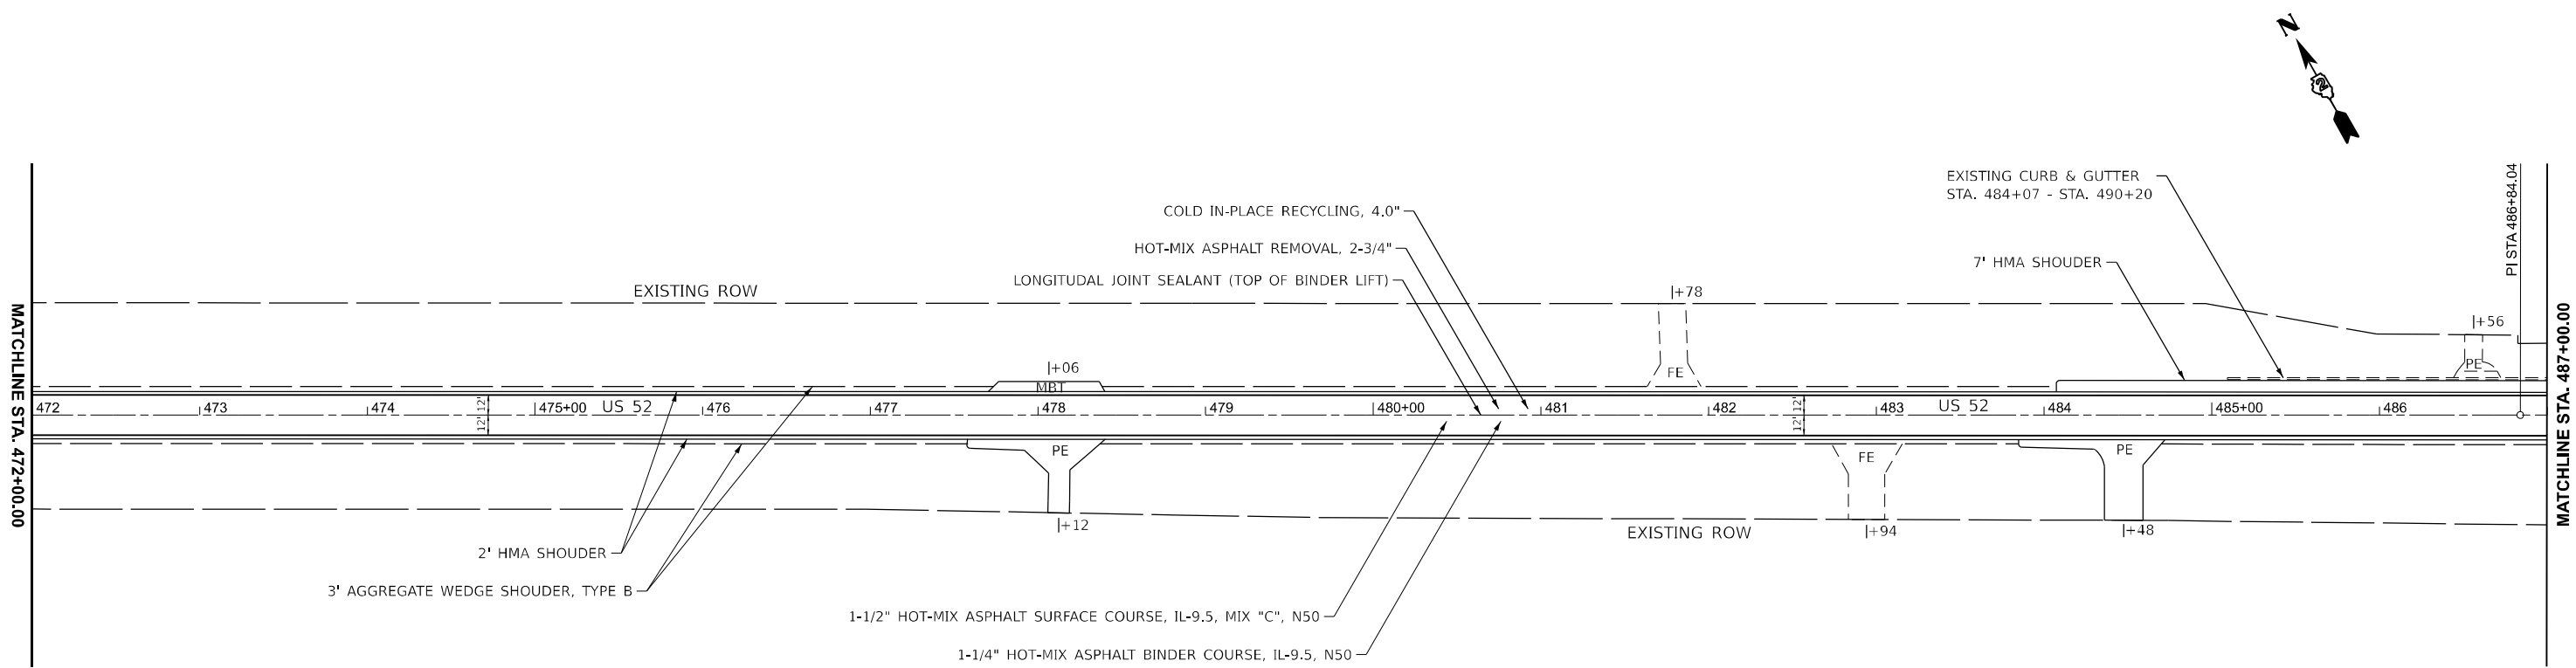 N
2
EXISTING CURB & GUTTER
STA. 484+07 - STA. 490+20
COLD IN-PLACE RECYCLING, 4.0"
HOT-MIX ASPHALT REMOVAL, 2-3/4"
7' HMA SHOUDER
PI STA 486+84.04
LONGITUDAL JOINT SEALANT (TOP OF BINDER LIFT)
EXISTING ROW
+78
+56
PE
FE
+06
MBT
MATCHLINE STA. 472+00.00
MATCHLINE STA. 487+00.00
472
473
474
475+00
US 52
476
477
478
479
480+00
481
482
483
US 52
484
485+00
486
12' 12'
12' 12'
PE
FE
PE
+12
+94
+48
EXISTING ROW
2' HMA SHOUDER
3' AGGREGATE WEDGE SHOUDER, TYPE B
1-1/2" HOT-MIX ASPHALT SURFACE COURSE, IL-9.5, MIX "C", N50
1-1/4" HOT-MIX ASPHALT BINDER COURSE, IL-9.5, N50